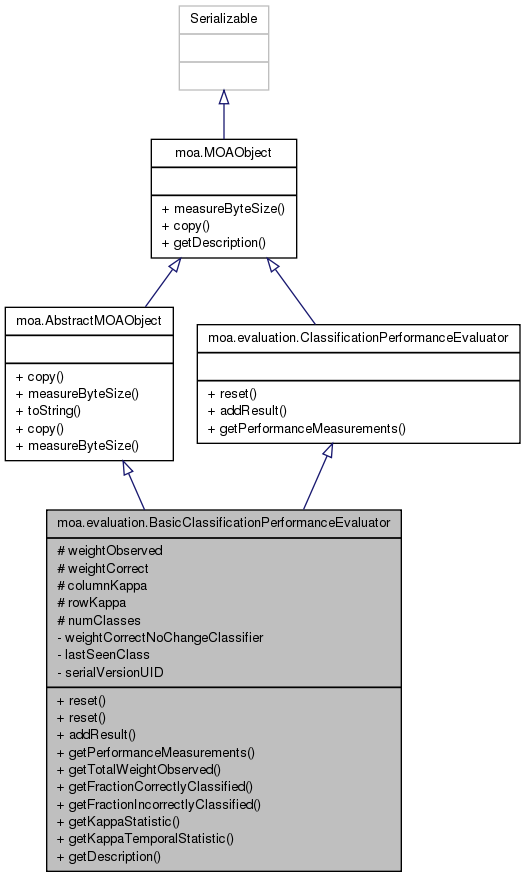 Serializable
moa.MOAObject
+ measureByteSize()
+ copy()
+ getDescription()
moa.AbstractMOAObject
+ copy()
+ measureByteSize()
+ toString()
+ copy()
+ measureByteSize()
moa.evaluation.ClassificationPerformanceEvaluator
+ reset()
+ addResult()
+ getPerformanceMeasurements()
moa.evaluation.BasicClassificationPerformanceEvaluator
# weightObserved
# weightCorrect
# columnKappa
# rowKappa
# numClasses
- weightCorrectNoChangeClassifier
- lastSeenClass
- serialVersionUID
+ reset()
+ reset()
+ addResult()
+ getPerformanceMeasurements()
+ getTotalWeightObserved()
+ getFractionCorrectlyClassified()
+ getFractionIncorrectlyClassified()
+ getKappaStatistic()
+ getKappaTemporalStatistic()
+ getDescription()